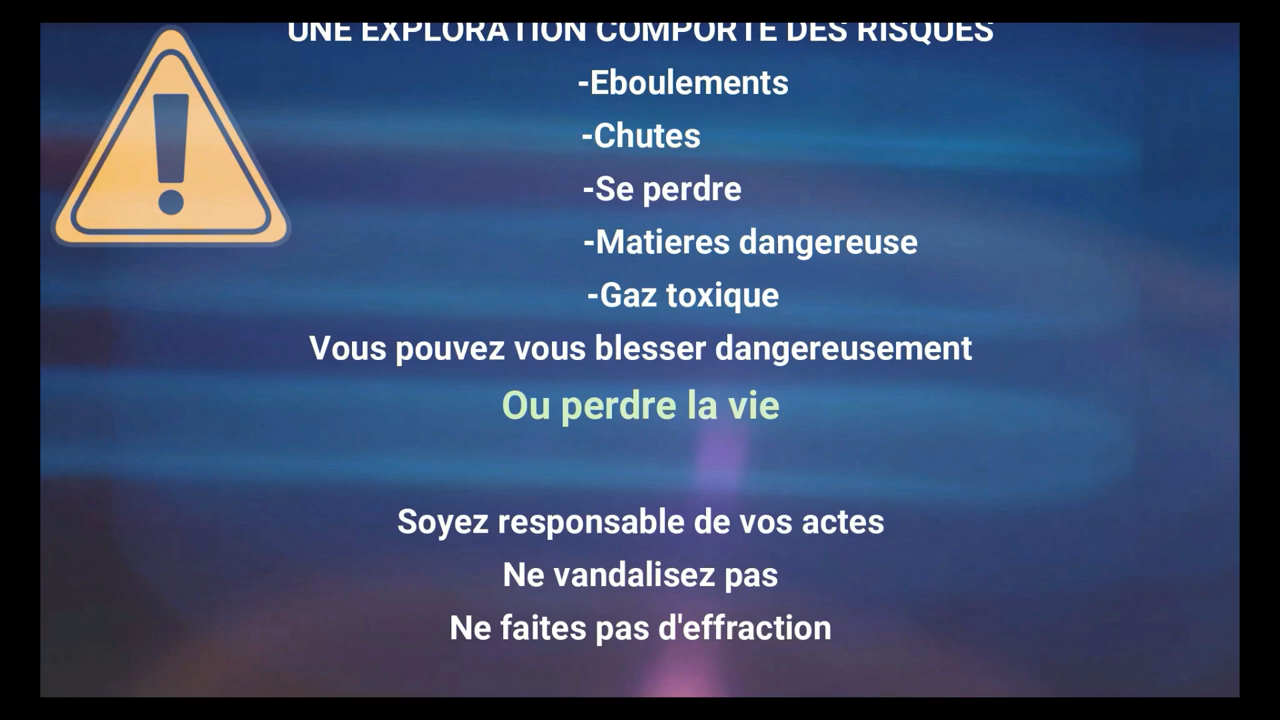 UNE EXPLORATION COMPORTE DES RISQUES
-Eboulements
-Chutes
-Se perdre
-Matieres dangereuse
-Gaz toxique
Vous pouvez vous blesser dangereusement
Ou perdre la vie
Soyez responsable de vos actes
Ne vandalisez pas
Ne faites pas d'effraction